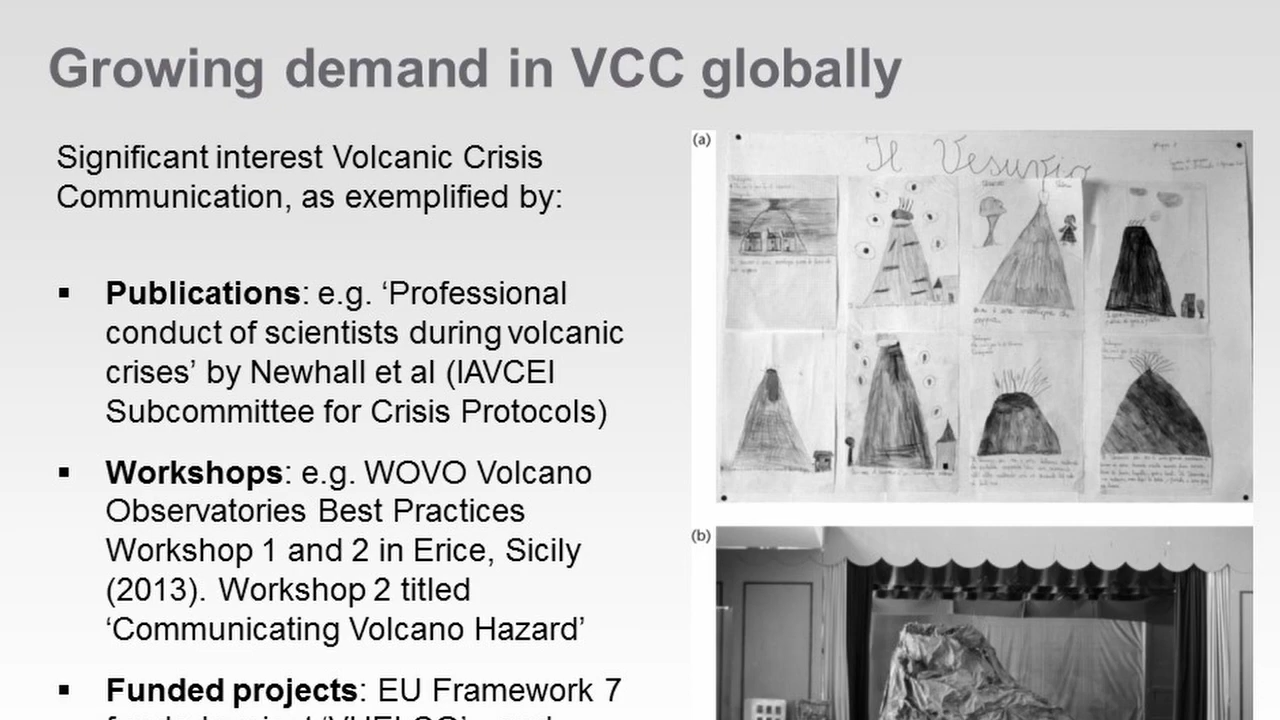 Growing demand in VCC globally
Significant interest Volcanic Crisis
Communication, as exemplified by:
▪ Publications: e.g. ‘Professional
conduct of scientists during volcanic
crises’ by Newhall et al (IAVCEI
Subcommittee for Crisis Protocols)
▪ Workshops: e.g. WOVO Volcano
Observatories Best Practices
Workshop 1 and 2 in Erice, Sicily
(2013). Workshop 2 titled
‘Communicating Volcano Hazard’
▪ Funded projects: EU Framework 7
(a)
Il Vesuvio
(b)